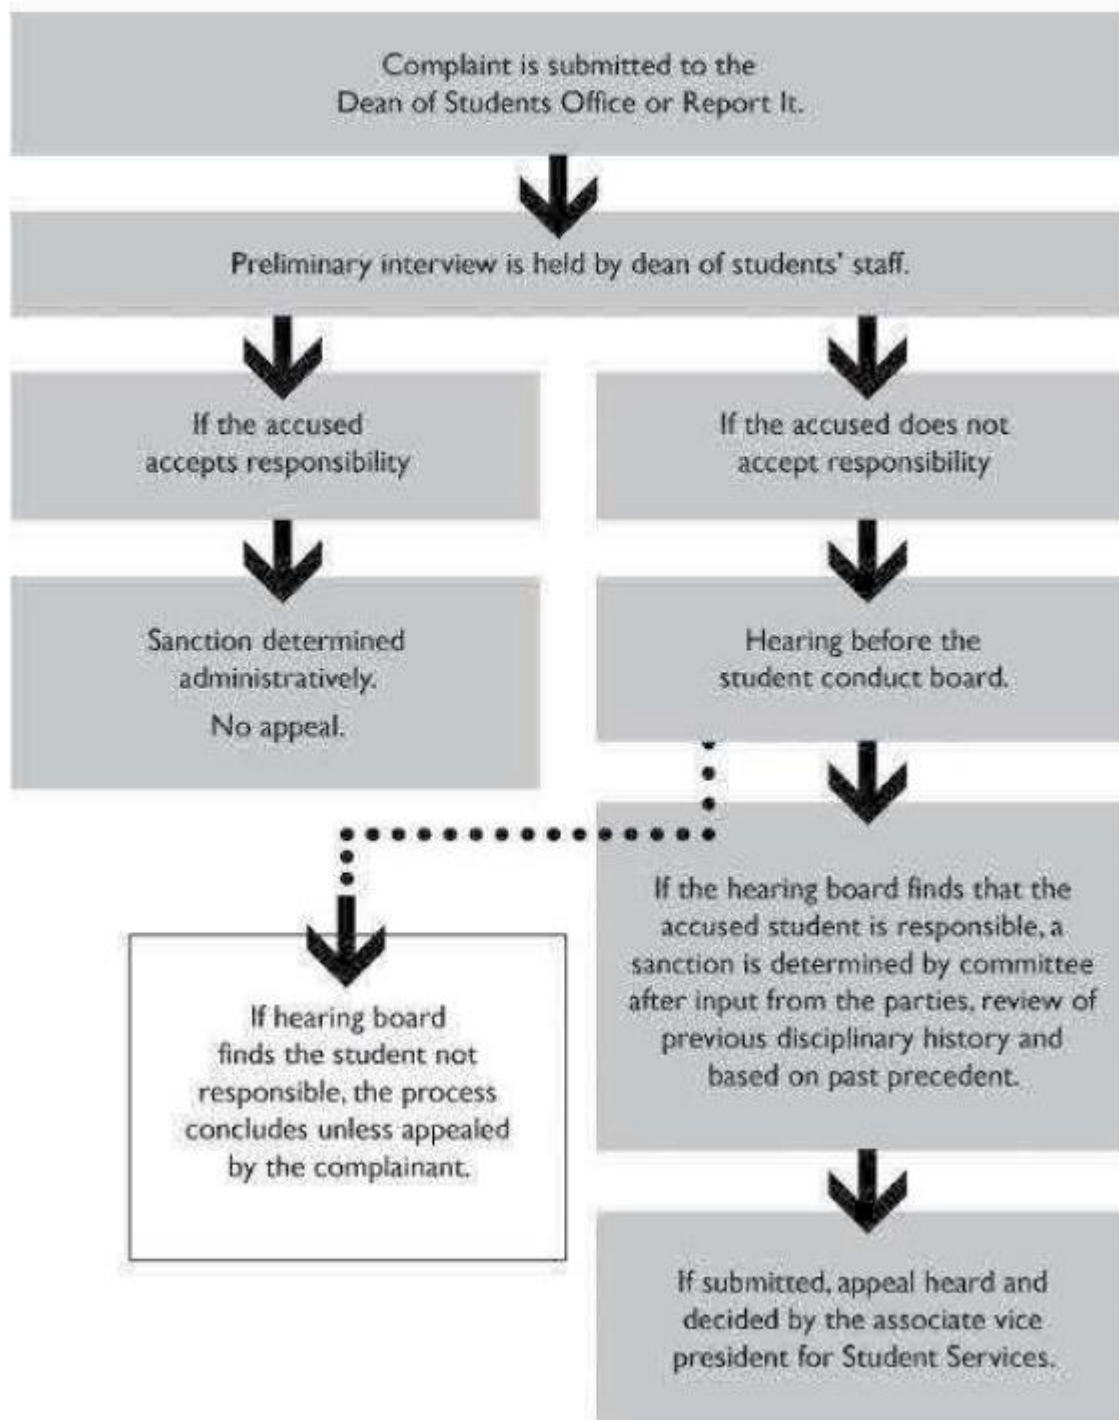 Complaint is submitted to the
Dean of Students Office or Report It.
Preliminary interview is held by dean of students' staff.
If the accused
accepts responsibility
If the accused does not
accept responsibility
Sanction determined
administratively.
No appeal.
Hearing before the
student conduct board.
If the hearing board finds that the
accused student is responsible, a
sanction is determined by committee
after input from the parties, review of
previous disciplinary history and
based on past precedent.
If hearing board
finds the student not
responsible, the process
concludes unless appealed
by the complainant.
If submitted, appeal heard and
decided by the associate vice
president for Student Services.